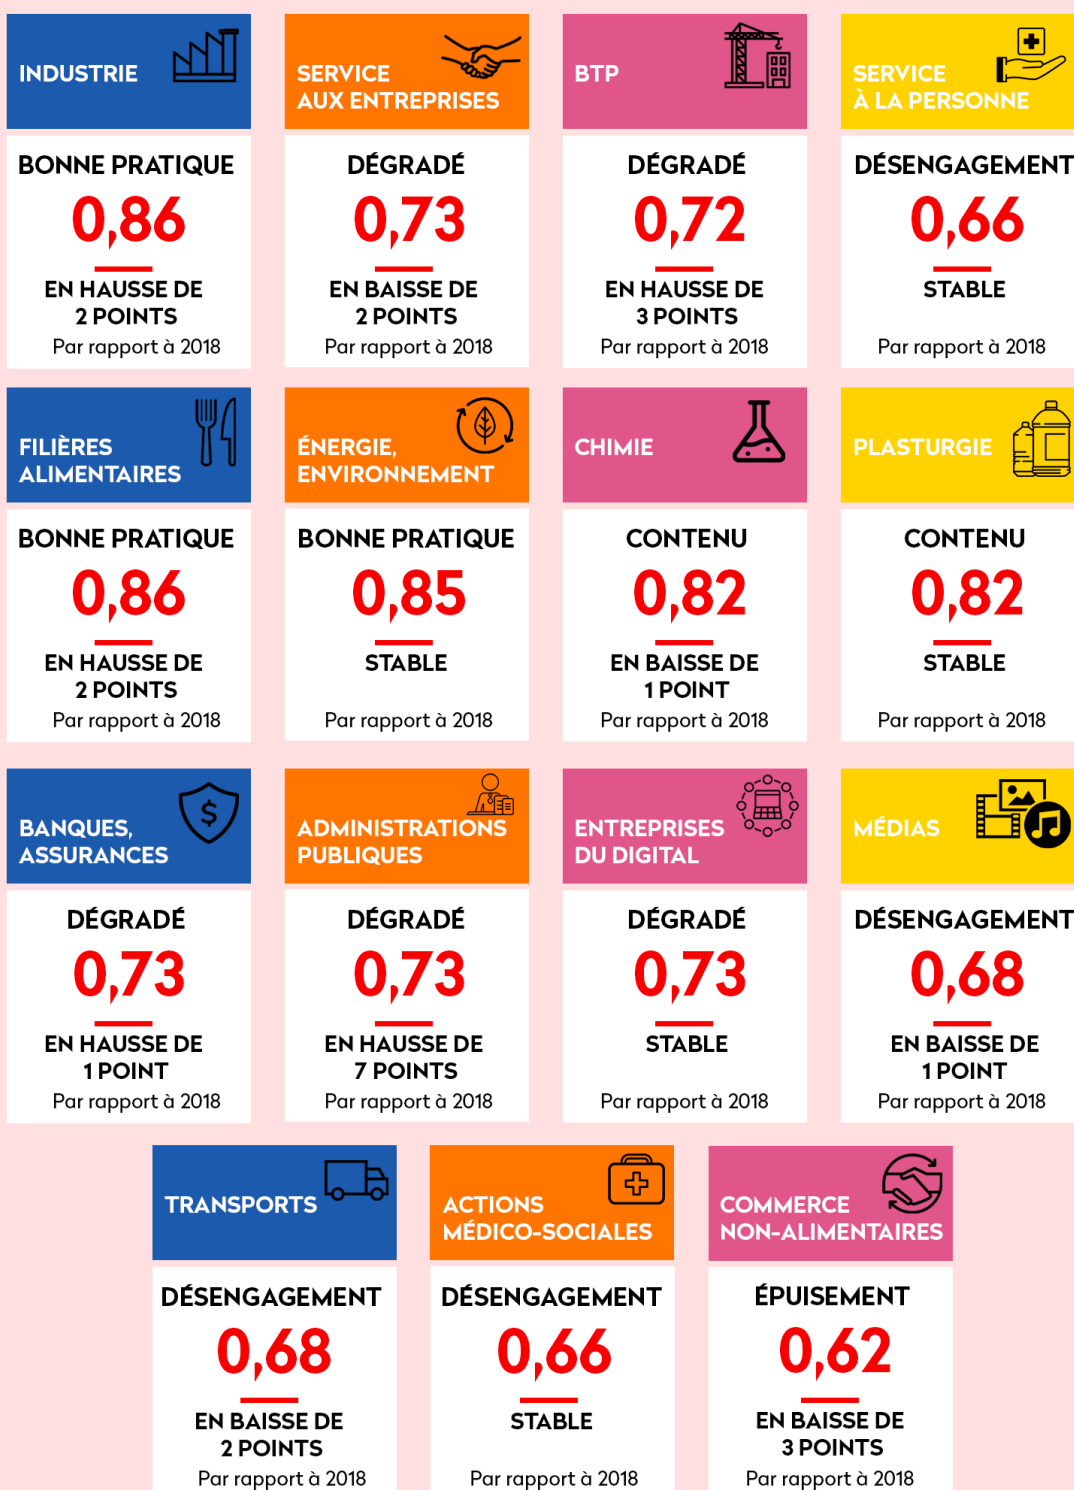 INDUSTRIE
BONNE PRATIQUE
0,86
EN HAUSSE DE
2 POINTS
Par rapport à 2018
SERVICE
AUX ENTREPRISES
DÉGRADÉ
0,73
EN BAISSE DE
2 POINTS
Par rapport à 2018
BTP
DÉGRADÉ
0,72
EN HAUSSE DE
3 POINTS
Par rapport à 2018
SERVICE
À LA PERSONNE
DÉSENGAGEMENT
0,66
STABLE
Par rapport à 2018
FILIÈRES
ALIMENTAIRES
BONNE PRATIQUE
0,86
EN HAUSSE DE
2 POINTS
Par rapport à 2018
ÉNERGIE,
ENVIRONNEMENT
BONNE PRATIQUE
0,85
STABLE
Par rapport à 2018
CHIMIE
CONTENU
0,82
EN BAISSE DE
1 POINT
Par rapport à 2018
PLASTURGIE
CONTENU
0,82
STABLE
Par rapport à 2018
BANQUES,
ASSURANCES
DÉGRADÉ
0,73
EN HAUSSE DE
1 POINT
Par rapport à 2018
ADMINISTRATIONS
PUBLIQUES
DÉGRADÉ
0,73
EN HAUSSE DE
7 POINTS
Par rapport à 2018
ENTREPRISES
DU DIGITAL
DÉGRADÉ
0,73
STABLE
Par rapport à 2018
MÉDIAS
DÉSENGAGEMENT
0,68
EN BAISSE DE
1 POINT
Par rapport à 2018
TRANSPORTS
DÉSENGAGEMENT
0,68
EN BAISSE DE
2 POINTS
Par rapport à 2018
ACTIONS
MÉDICO-SOCIALES
DÉSENGAGEMENT
0,66
STABLE
Par rapport à 2018
COMMERCE
NON-ALIMENTAIRES
ÉPUISEMENT
0,62
EN BAISSE DE
3 POINTS
Par rapport à 2018